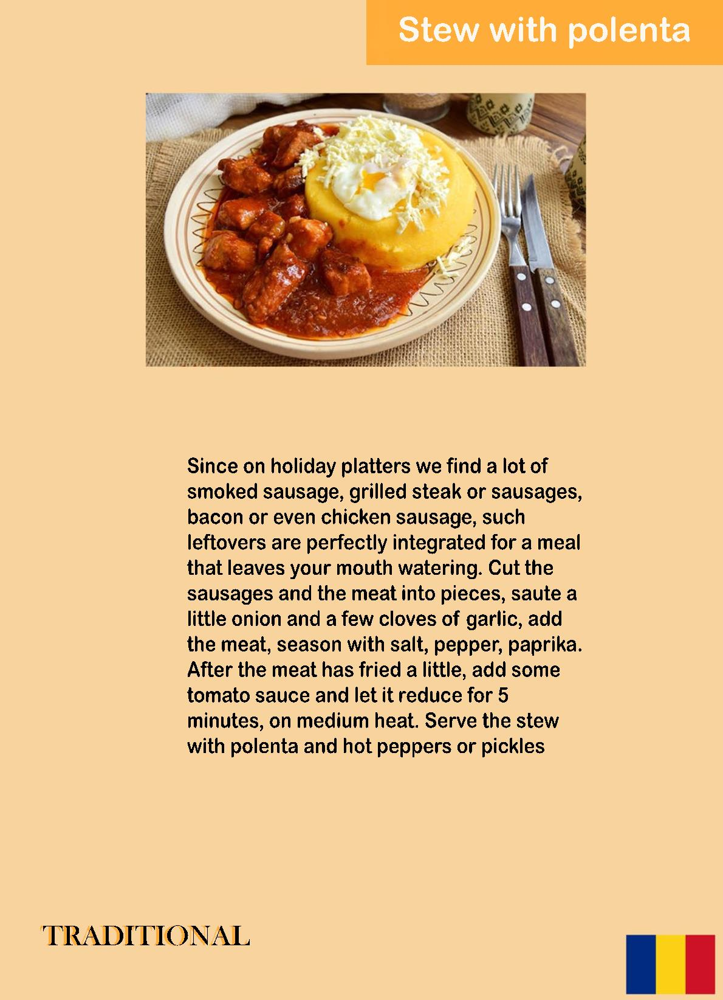 Stew with polenta
Since on holiday platters we find a lot of
smoked sausage, grilled steak or sausages,
bacon or even chicken sausage, such
leftovers are perfectly integrated for a meal
that leaves your mouth watering. Cut the
sausages and the meat into pieces, saute a
little onion and a few cloves of garlic, add
the meat, season with salt, pepper, paprika.
After the meat has fried a little, add some
tomato sauce and let it reduce for 5
minutes, on medium heat. Serve the stew
with polenta and hot peppers or pickles
TRADITIONAL